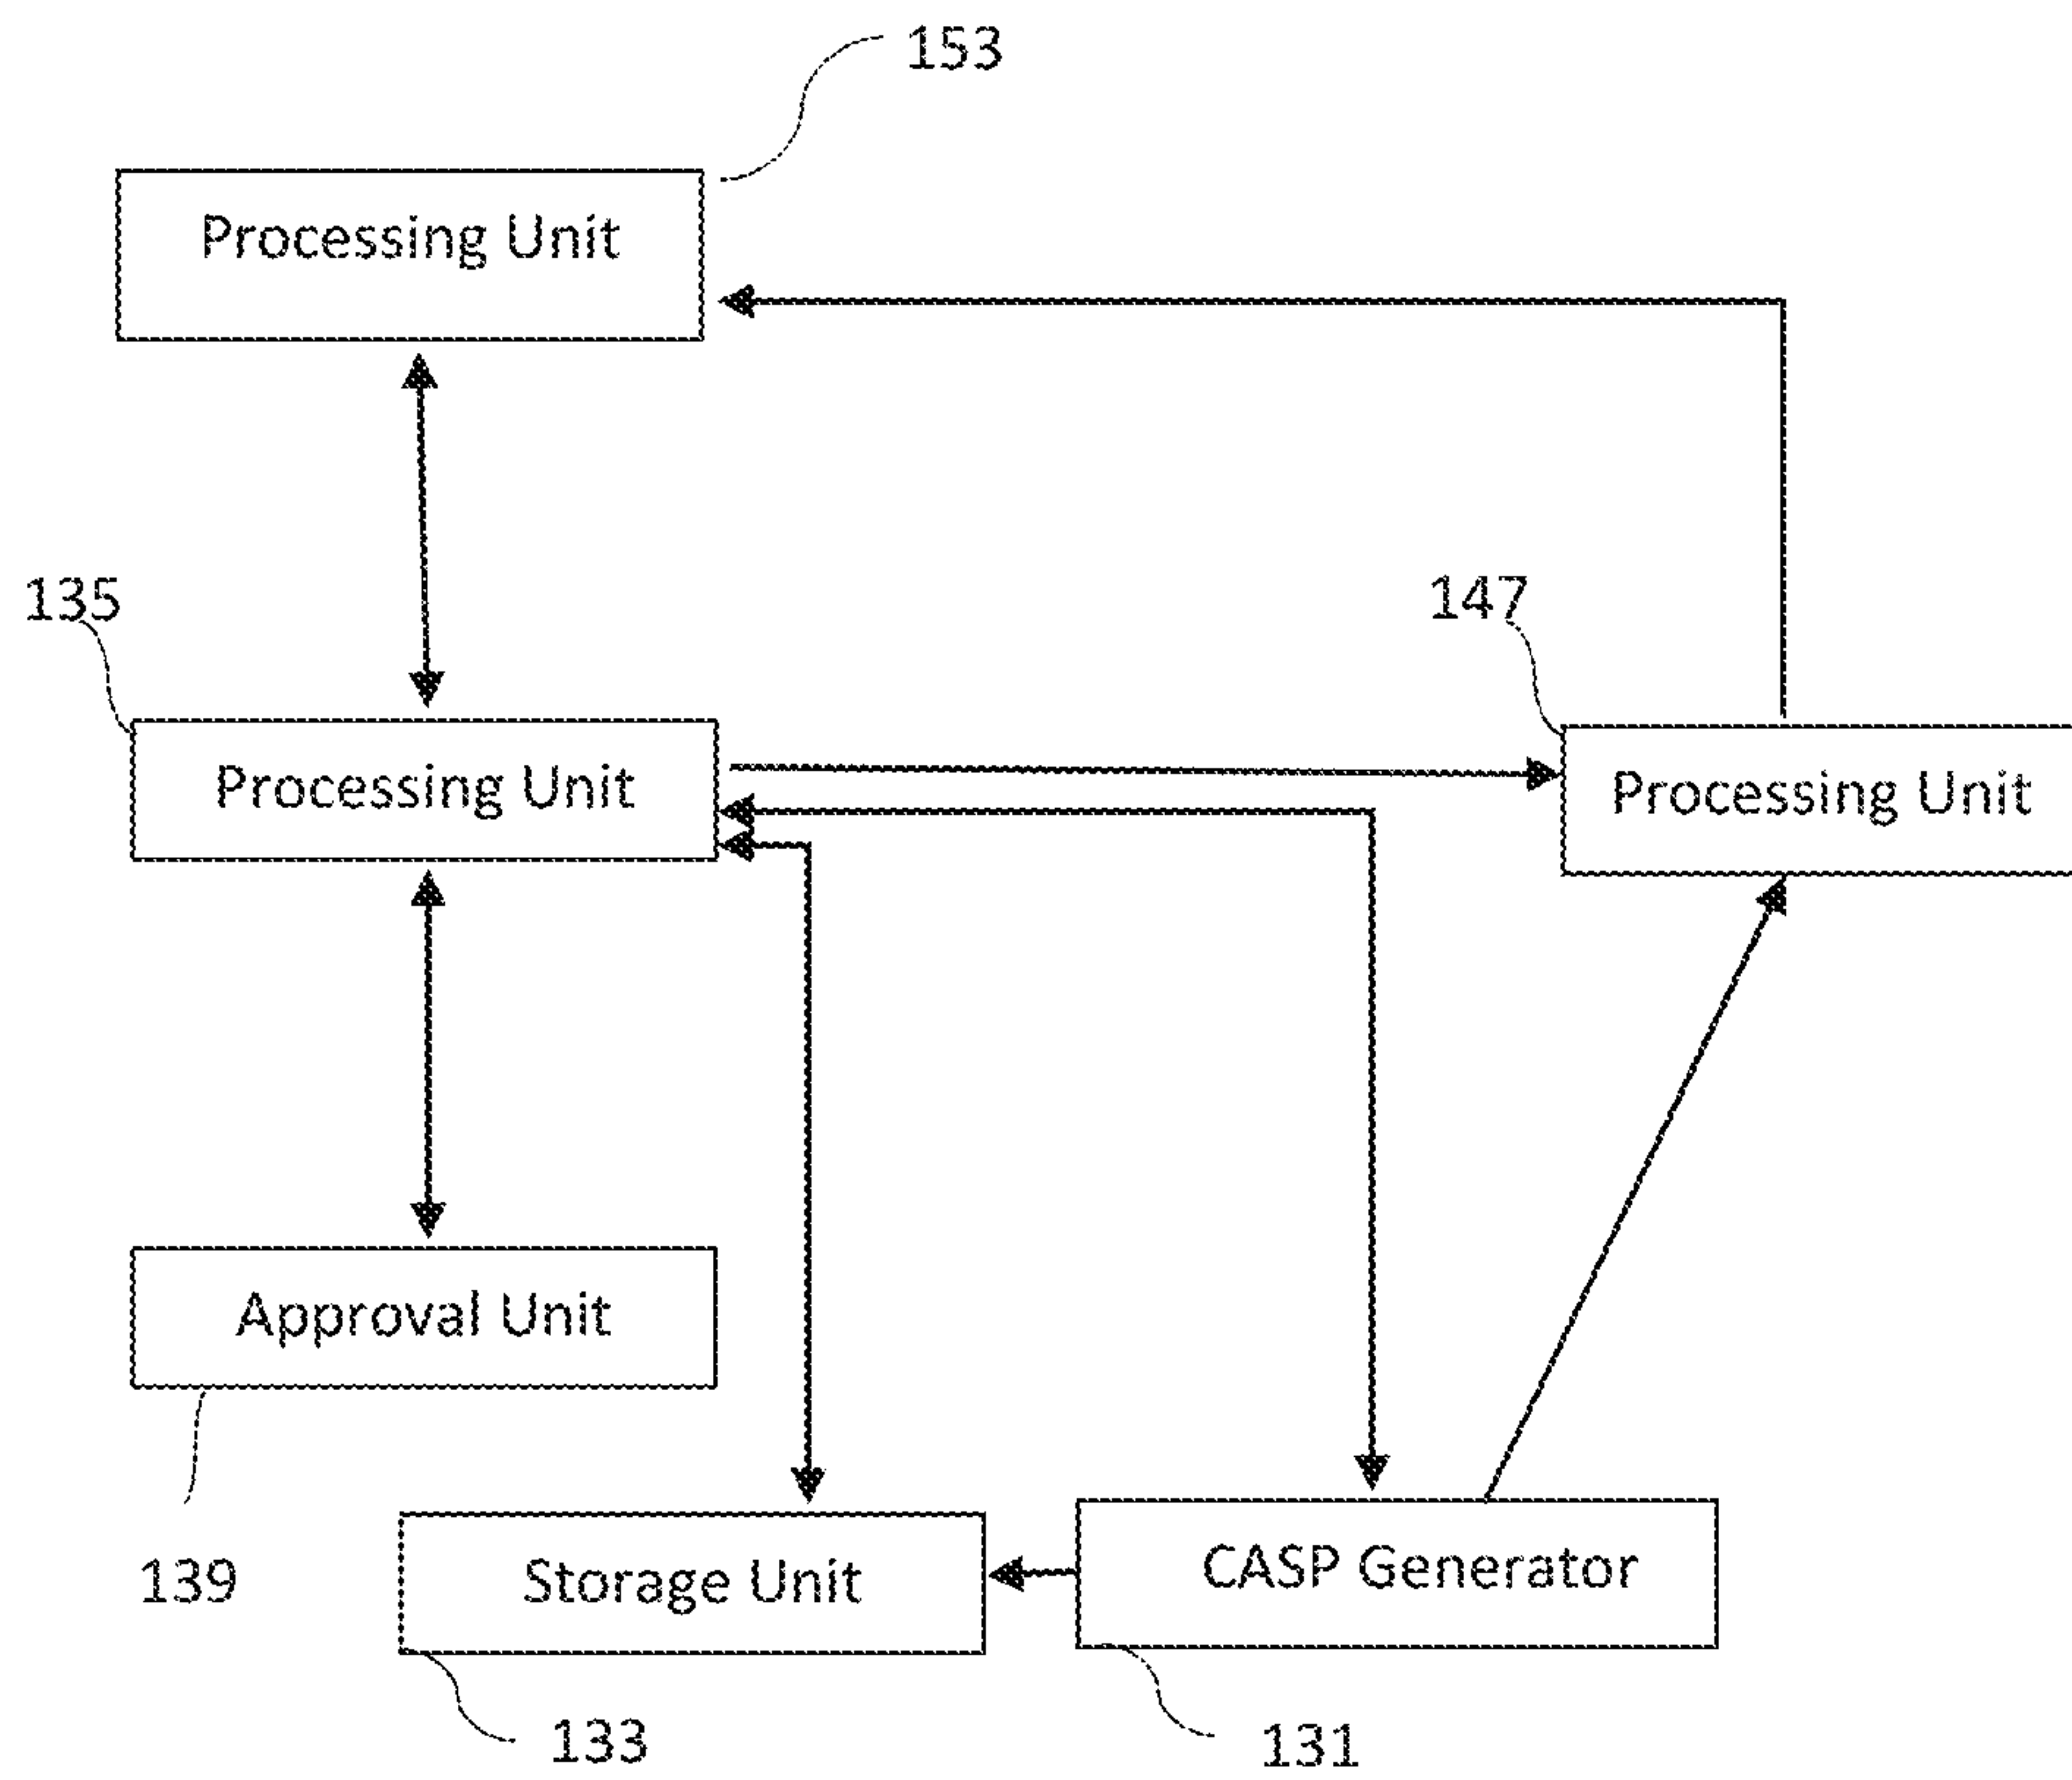 153
Processing Unit
135
147
Processing Unit
Processing Unit
Approval Unit
139
Storage Unit
CASP Generator
133
131